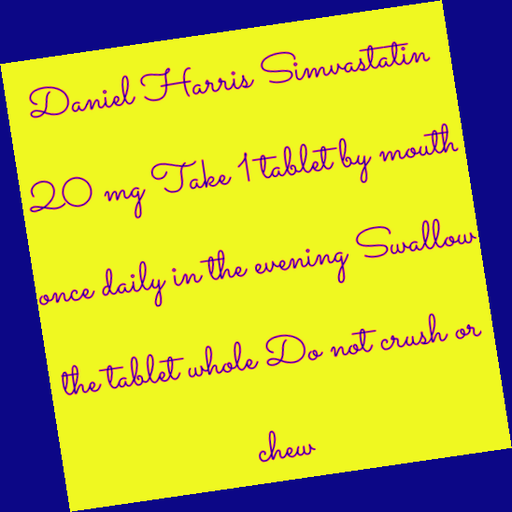 Daniel Harris Simvastatin
20 mg Take 1 tablet by mouth
once daily in the evening Swallow
the tablet whole Do not crush or
chew